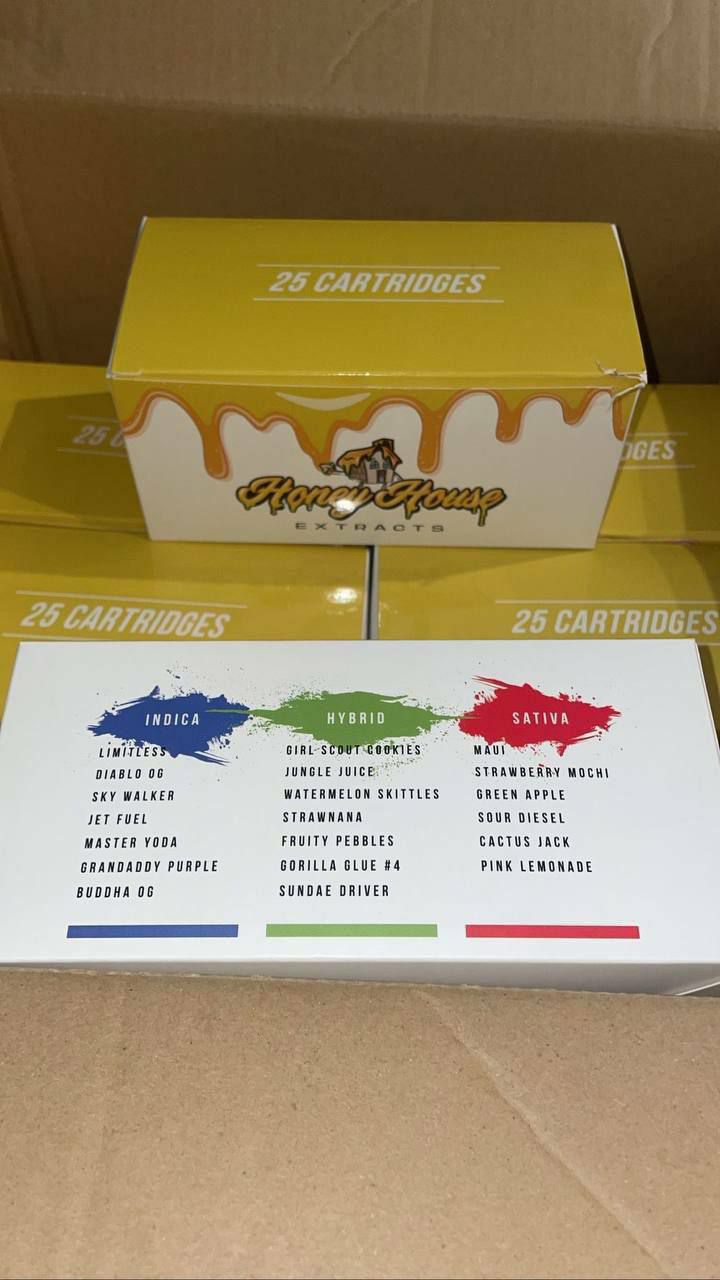 25 CARTRIDGES
Honey House
EXTRACTS
25
DGES
25 CARTRIDGES
25 CARTRIDGES
INDICA
LIMITLESS
DIABLO OG
SKY WALKER
JET FUEL
MASTER YODA
GRANDADDY PURPLE
BUDDHA OG
HYBRID
GIRL SCOUT COOKIES
JUNGLE JUICE
WATERMELON SKITTLES
STRAWNANA
FRUITY PEBBLES
GORILLA GLUE #4
SUNDAE DRIVER
SATIVA
MAUI
STRAWBERRY MOCHI
GREEN APPLE
SOUR DIESEL
CACTUS JACK
PINK LEMONADE